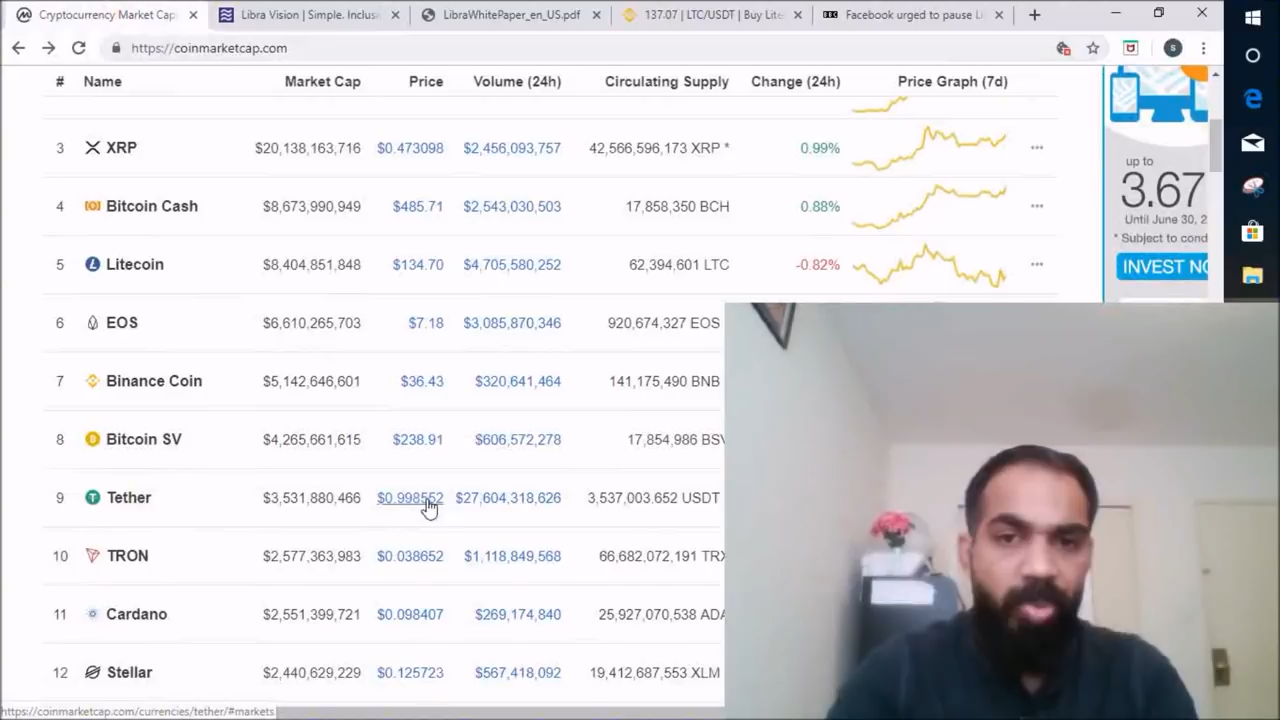 Cryptocurrency Market Cap
Libra Vision | Simple. Inclus
LibraWhitePaper_en_US.pdf
137.07 | LTC/USDT | Buy Lite
BBC Facebook urged to pause Li
https://coinmarketcap.com
S
# Name Market Cap Price Volume (24h) Circulating Supply Change (24h) Price Graph (7d)
3 XRP $20,138,163,716 $0.473098 $2,456,093,757 42,566,596,173 XRP * 0.99%
4 Bitcoin Cash $8,673,990,949 $485.71 $2,543,030,503 17,858,350 BCH 0.88%
5 Litecoin $8,404,851,848 $134.70 $4,705,580,252 62,394,601 LTC -0.82%
6 EOS $6,610,265,703 $7.18 $3,085,870,346 920,674,327 EOS
7 Binance Coin $5,142,646,601 $36.43 $320,641,464 141,175,490 BNB
8 Bitcoin SV $4,265,661,615 $238.91 $606,572,278 17,854,986 BSV
9 Tether $3,531,880,466 $0.998552 $27,604,318,626 3,537,003,652 USDT
10 TRON $2,577,363,983 $0.038652 $1,118,849,568 66,682,072,191 TRX
11 Cardano $2,551,399,721 $0.098407 $269,174,840 25,927,070,538 ADA
12 Stellar $2,440,629,229 $0.125723 $567,418,092 19,412,687,553 XLM
up to
3.67
Until June 30, 2
* Subject to cond
INVEST NO
https://coinmarketcap.com/currencies/tether/#markets